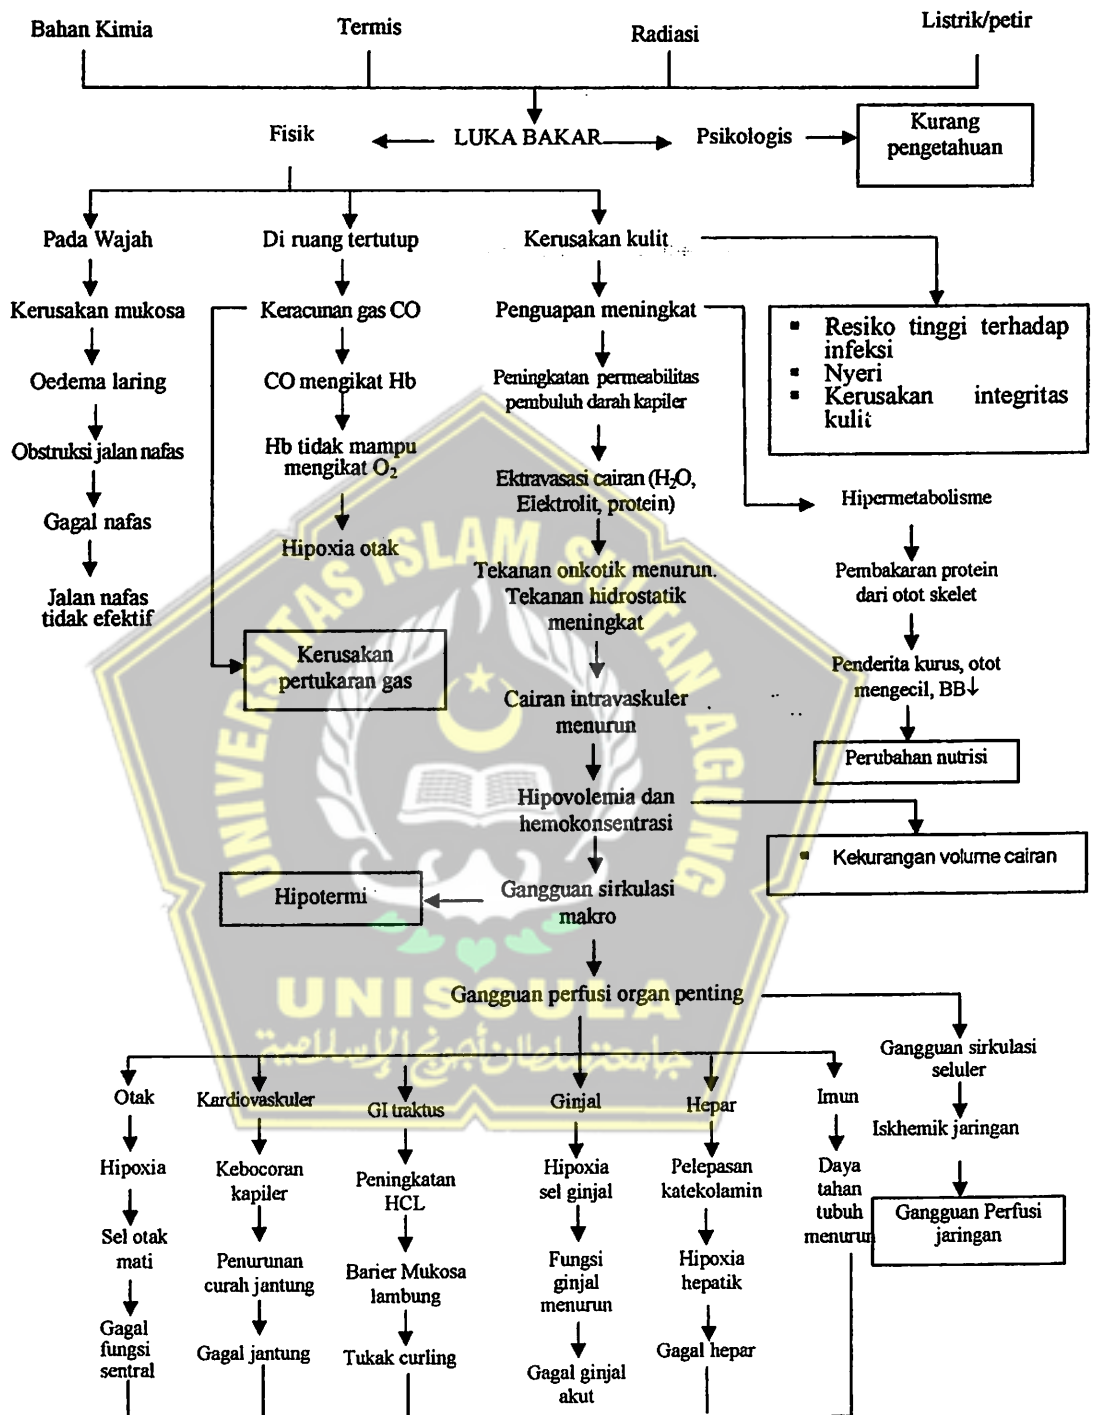 Bahan Kimia
Termis
Radiasi
Listrik/petir
Fisik
LUKA BAKAR
Psikologis
Kurang
pengetahuan
Pada Wajah
Di ruang tertutup
Kerusakan kulit
Kerusakan mukosa
Keracunan gas CO
Penguapan meningkat
Resiko tinggi terhadap
infeksi
Nyeri
Kerusakan integritas
kulit
Oedema laring
CO mengikat Hb
Peningkatan permeabilitas
pembuluh darah kapiler
Obstruksi jalan nafas
Hb tidak mampu
mengikat O₂
Ektravasasi cairan (H₂O,
Elektrolit, protein)
Hipermetabolisme
Gagal nafas
Hipoxia otak
Tekanan onkotik menurun.
Tekanan hidrostatik
meningkat
Pembakaran protein
dari otot skelet
Jalan nafas
tidak efektif
Kerusakan
pertukaran gas
Cairan intravaskuler
menurun
Penderita kurus, otot
mengecil, BB↓
Perubahan nutrisi
Hipovolemia dan
hemokonsentrasi
Kekurangan volume cairan
Hipotermi
Gangguan sirkulasi
makro
Gangguan perfusi organ penting
Gangguan sirkulasi
seluler
Iskhemik jaringan
Gangguan Perfusi
jaringan
Otak
Kardiovaskuler
GI traktus
Ginjal
Hepar
Imun
Hipoxia
Kebocoran
kapiler
Peningkatan
HCL
Hipoxia
sel ginjal
Pelepasan
katekolamin
Daya
tahan
tubuh
menurun
Sel otak
mati
Penurunan
curah jantung
Barier Mukosa
lambung
Fungsi
ginjal
menurun
Hipoxia
hepatik
Gagal
fungsi
sentral
Gagal jantung
Tukak curling
Gagal ginjal
akut
Gagal hepar
UNIVERSITAS ISLAM SULTAN AGUNG
UNISSULA
جامعتسلطان أجونج الإسلامية